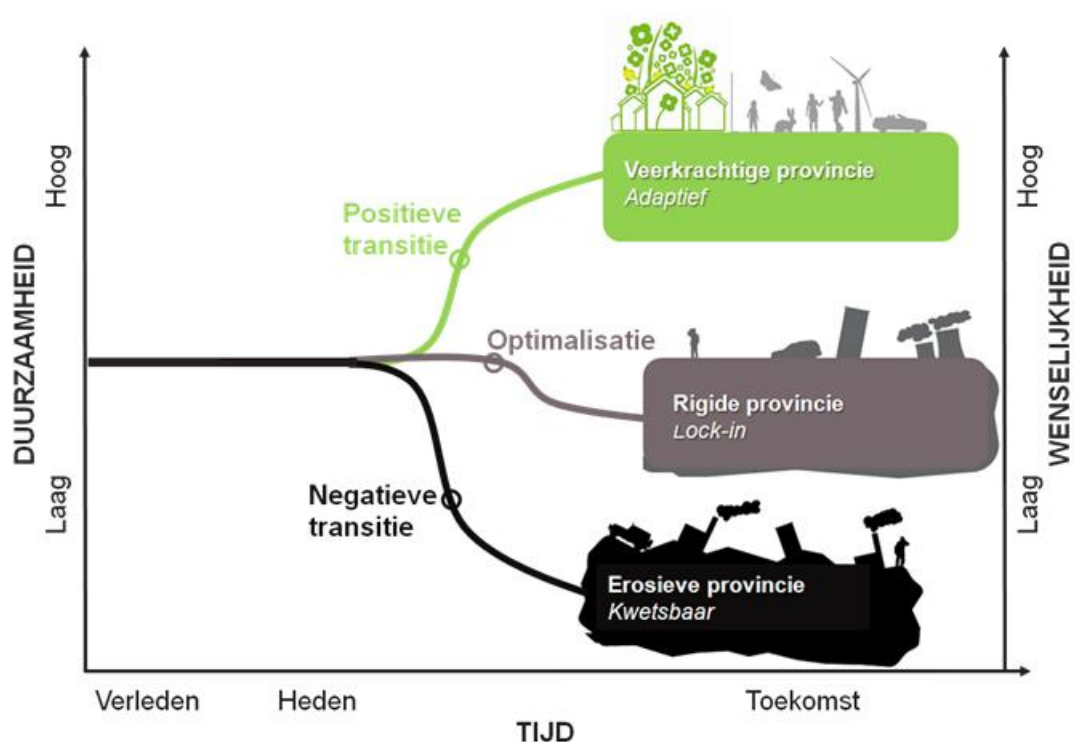 Hoog
Veerkrachtige provincie
Adaptief
Hoog
Positieve
transitie
DUURZAAMHEID
WENSELIJKHEID
Optimalisatie
Rigide provincie
Lock-in
Laag
Negatieve
transitie
Laag
Erosieve provincie
Kwetsbaar
Verleden
Heden
Toekomst
TIJD